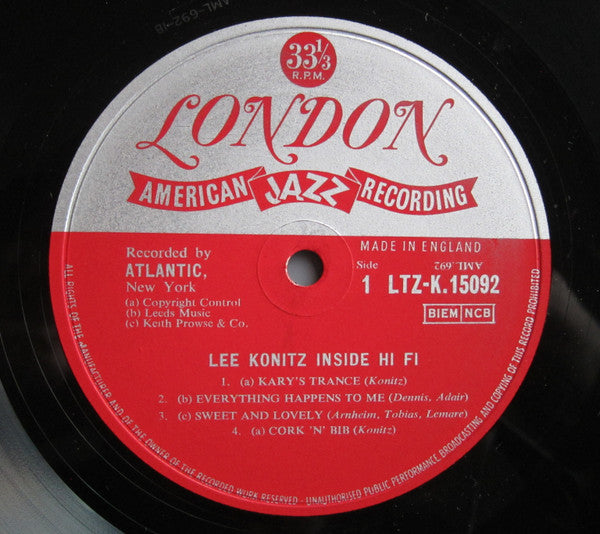 AML-692-1B
33⅓
R.P.M.
LONDON
AMERICAN JAZZ RECORDING
Recorded by
ATLANTIC,
New York
(a) Copyright Control
(b) Leeds Music
(c) Keith Prowse & Co.
MADE IN ENGLAND
Side AML.692
1 LTZ-K.15092
BIEM NCB
LEE KONITZ INSIDE HI FI
1. (a) KARY'S TRANCE (Konitz)
2. (b) EVERYTHING HAPPENS TO ME (Dennis, Adair)
3. (c) SWEET AND LOVELY (Arnheim, Tobias, Lemare)
4. (a) CORK 'N' BIB (Konitz)
ALL RIGHTS OF THE MANUFACTURER AND OF THE OWNER OF THE RECORDED WORK RESERVED - UNAUTHORISED PUBLIC PERFORMANCE BROADCASTING AND COPYING OF THIS RECORD PROHIBITED